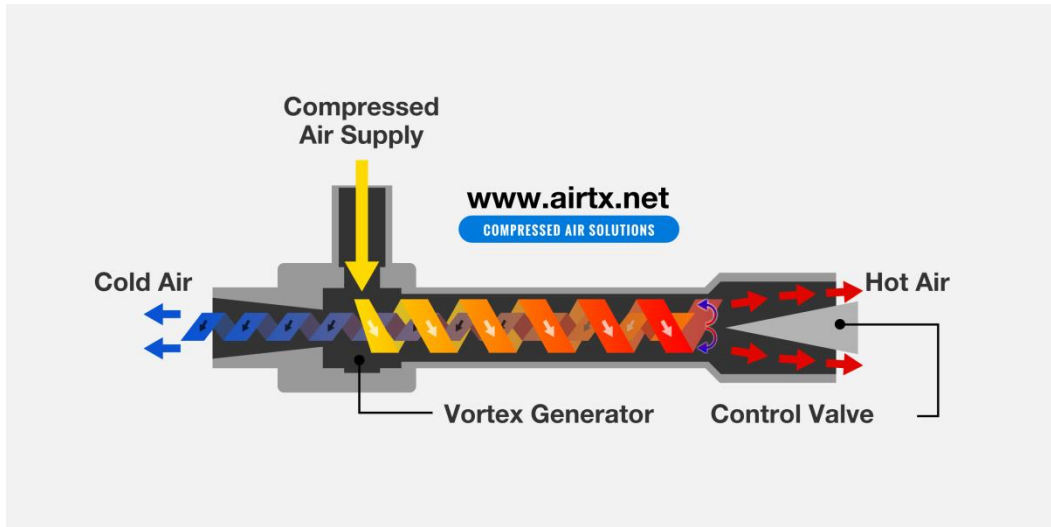 Compressed
Air Supply
www.airtx.net
COMPRESSED AIR SOLUTIONS
Cold Air
Hot Air
Vortex Generator
Control Valve